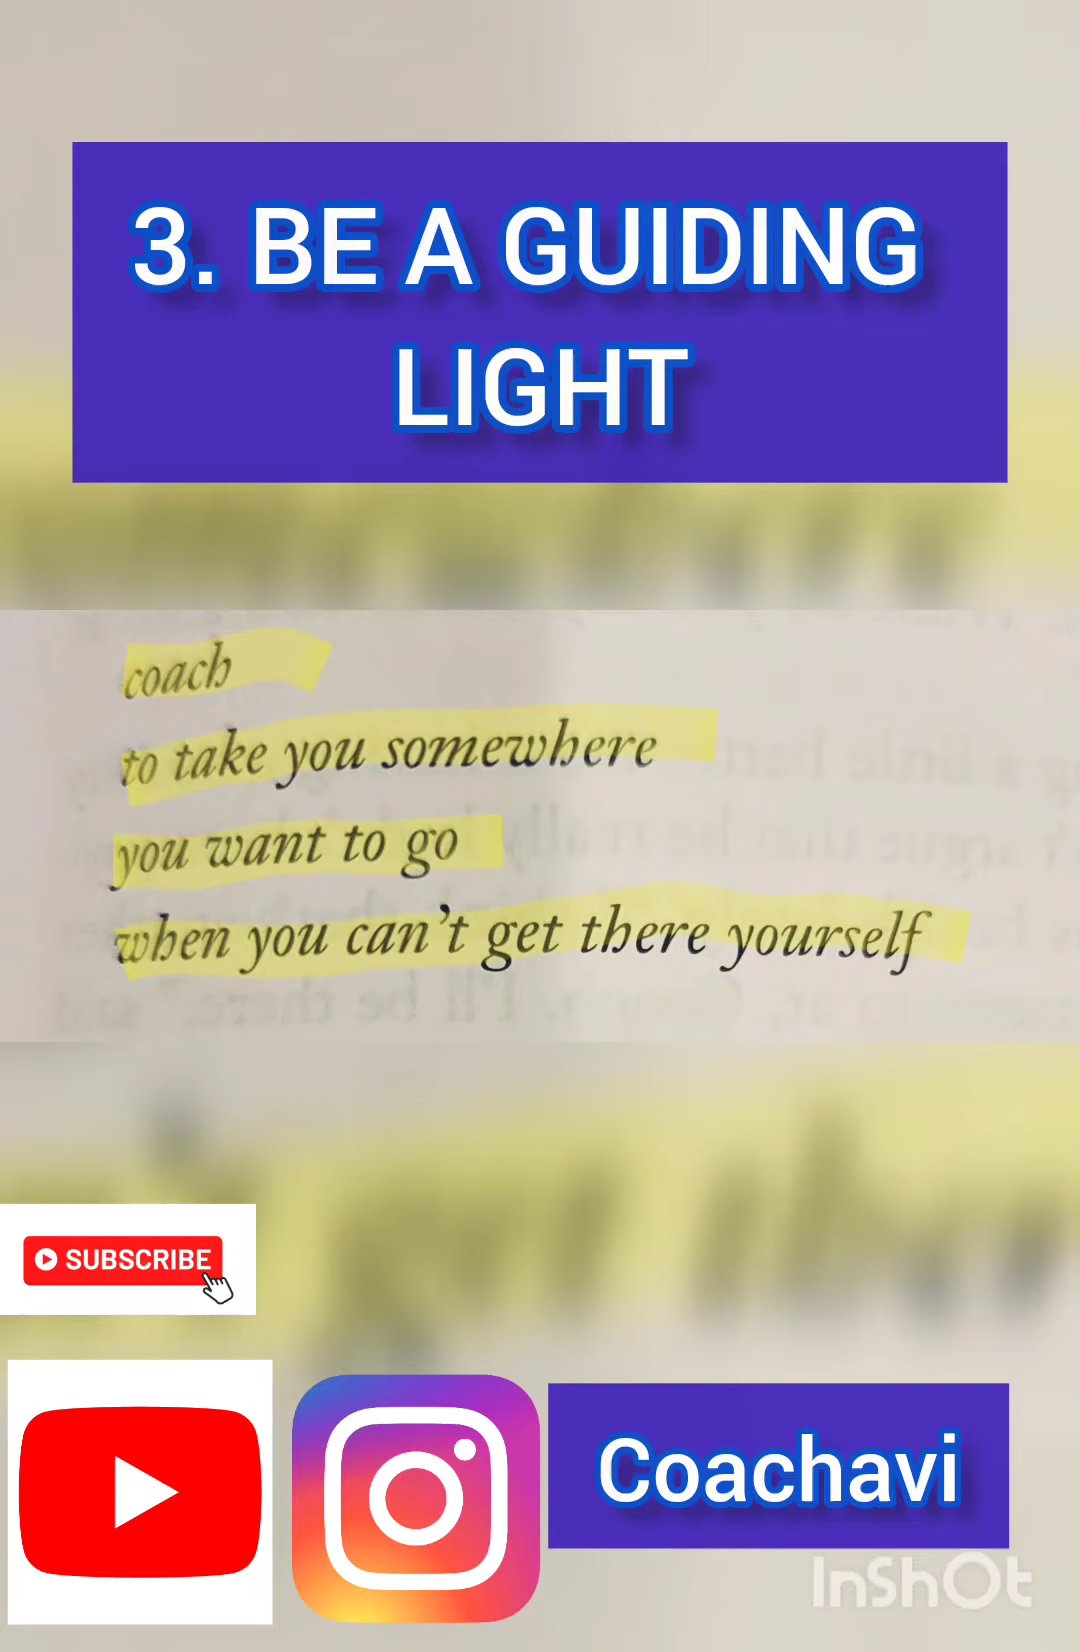 3. BE A GUIDING
LIGHT
coach
to take you somewhere
you want to go
when you can't get there yourself
SUBSCRIBE
Coachavi
InShOt